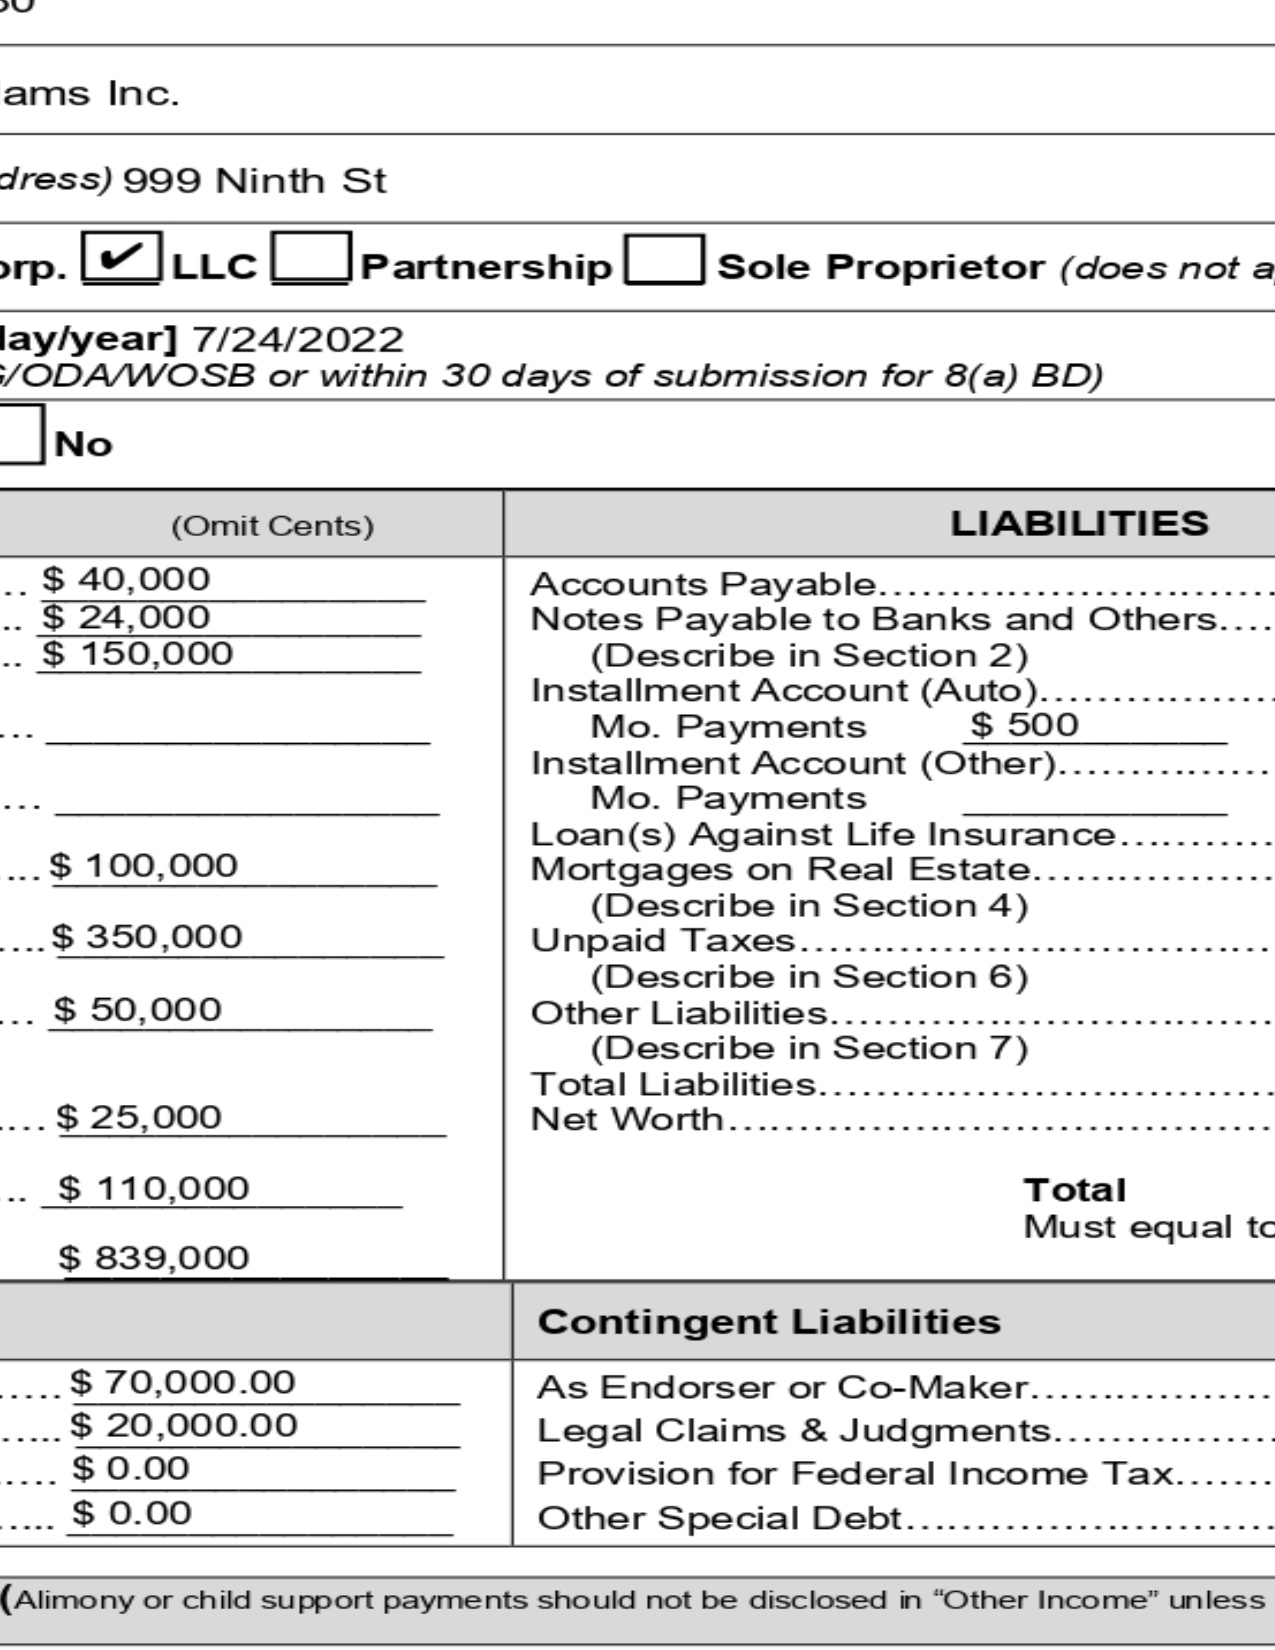 ams Inc.
dress) 999 Ninth St
orp. ✔ LLC Partnership Sole Proprietor (does not a
day/year] 7/24/2022
/ODA/WOSB or within 30 days of submission for 8(a) BD)
No
(Omit Cents) LIABILITIES
$ 40,000 Accounts Payable
$ 24,000 Notes Payable to Banks and Others
$ 150,000 (Describe in Section 2)
Installment Account (Auto)
Mo. Payments $ 500
Installment Account (Other)
Mo. Payments
Loan(s) Against Life Insurance
$ 100,000 Mortgages on Real Estate
(Describe in Section 4)
$ 350,000 Unpaid Taxes
(Describe in Section 6)
$ 50,000 Other Liabilities
(Describe in Section 7)
Total Liabilities
$ 25,000 Net Worth
$ 110,000 Total
Must equal to
$ 839,000
Contingent Liabilities
$ 70,000.00 As Endorser or Co-Maker
$ 20,000.00 Legal Claims & Judgments
$ 0.00 Provision for Federal Income Tax
$ 0.00 Other Special Debt
(Alimony or child support payments should not be disclosed in “Other Income” unless